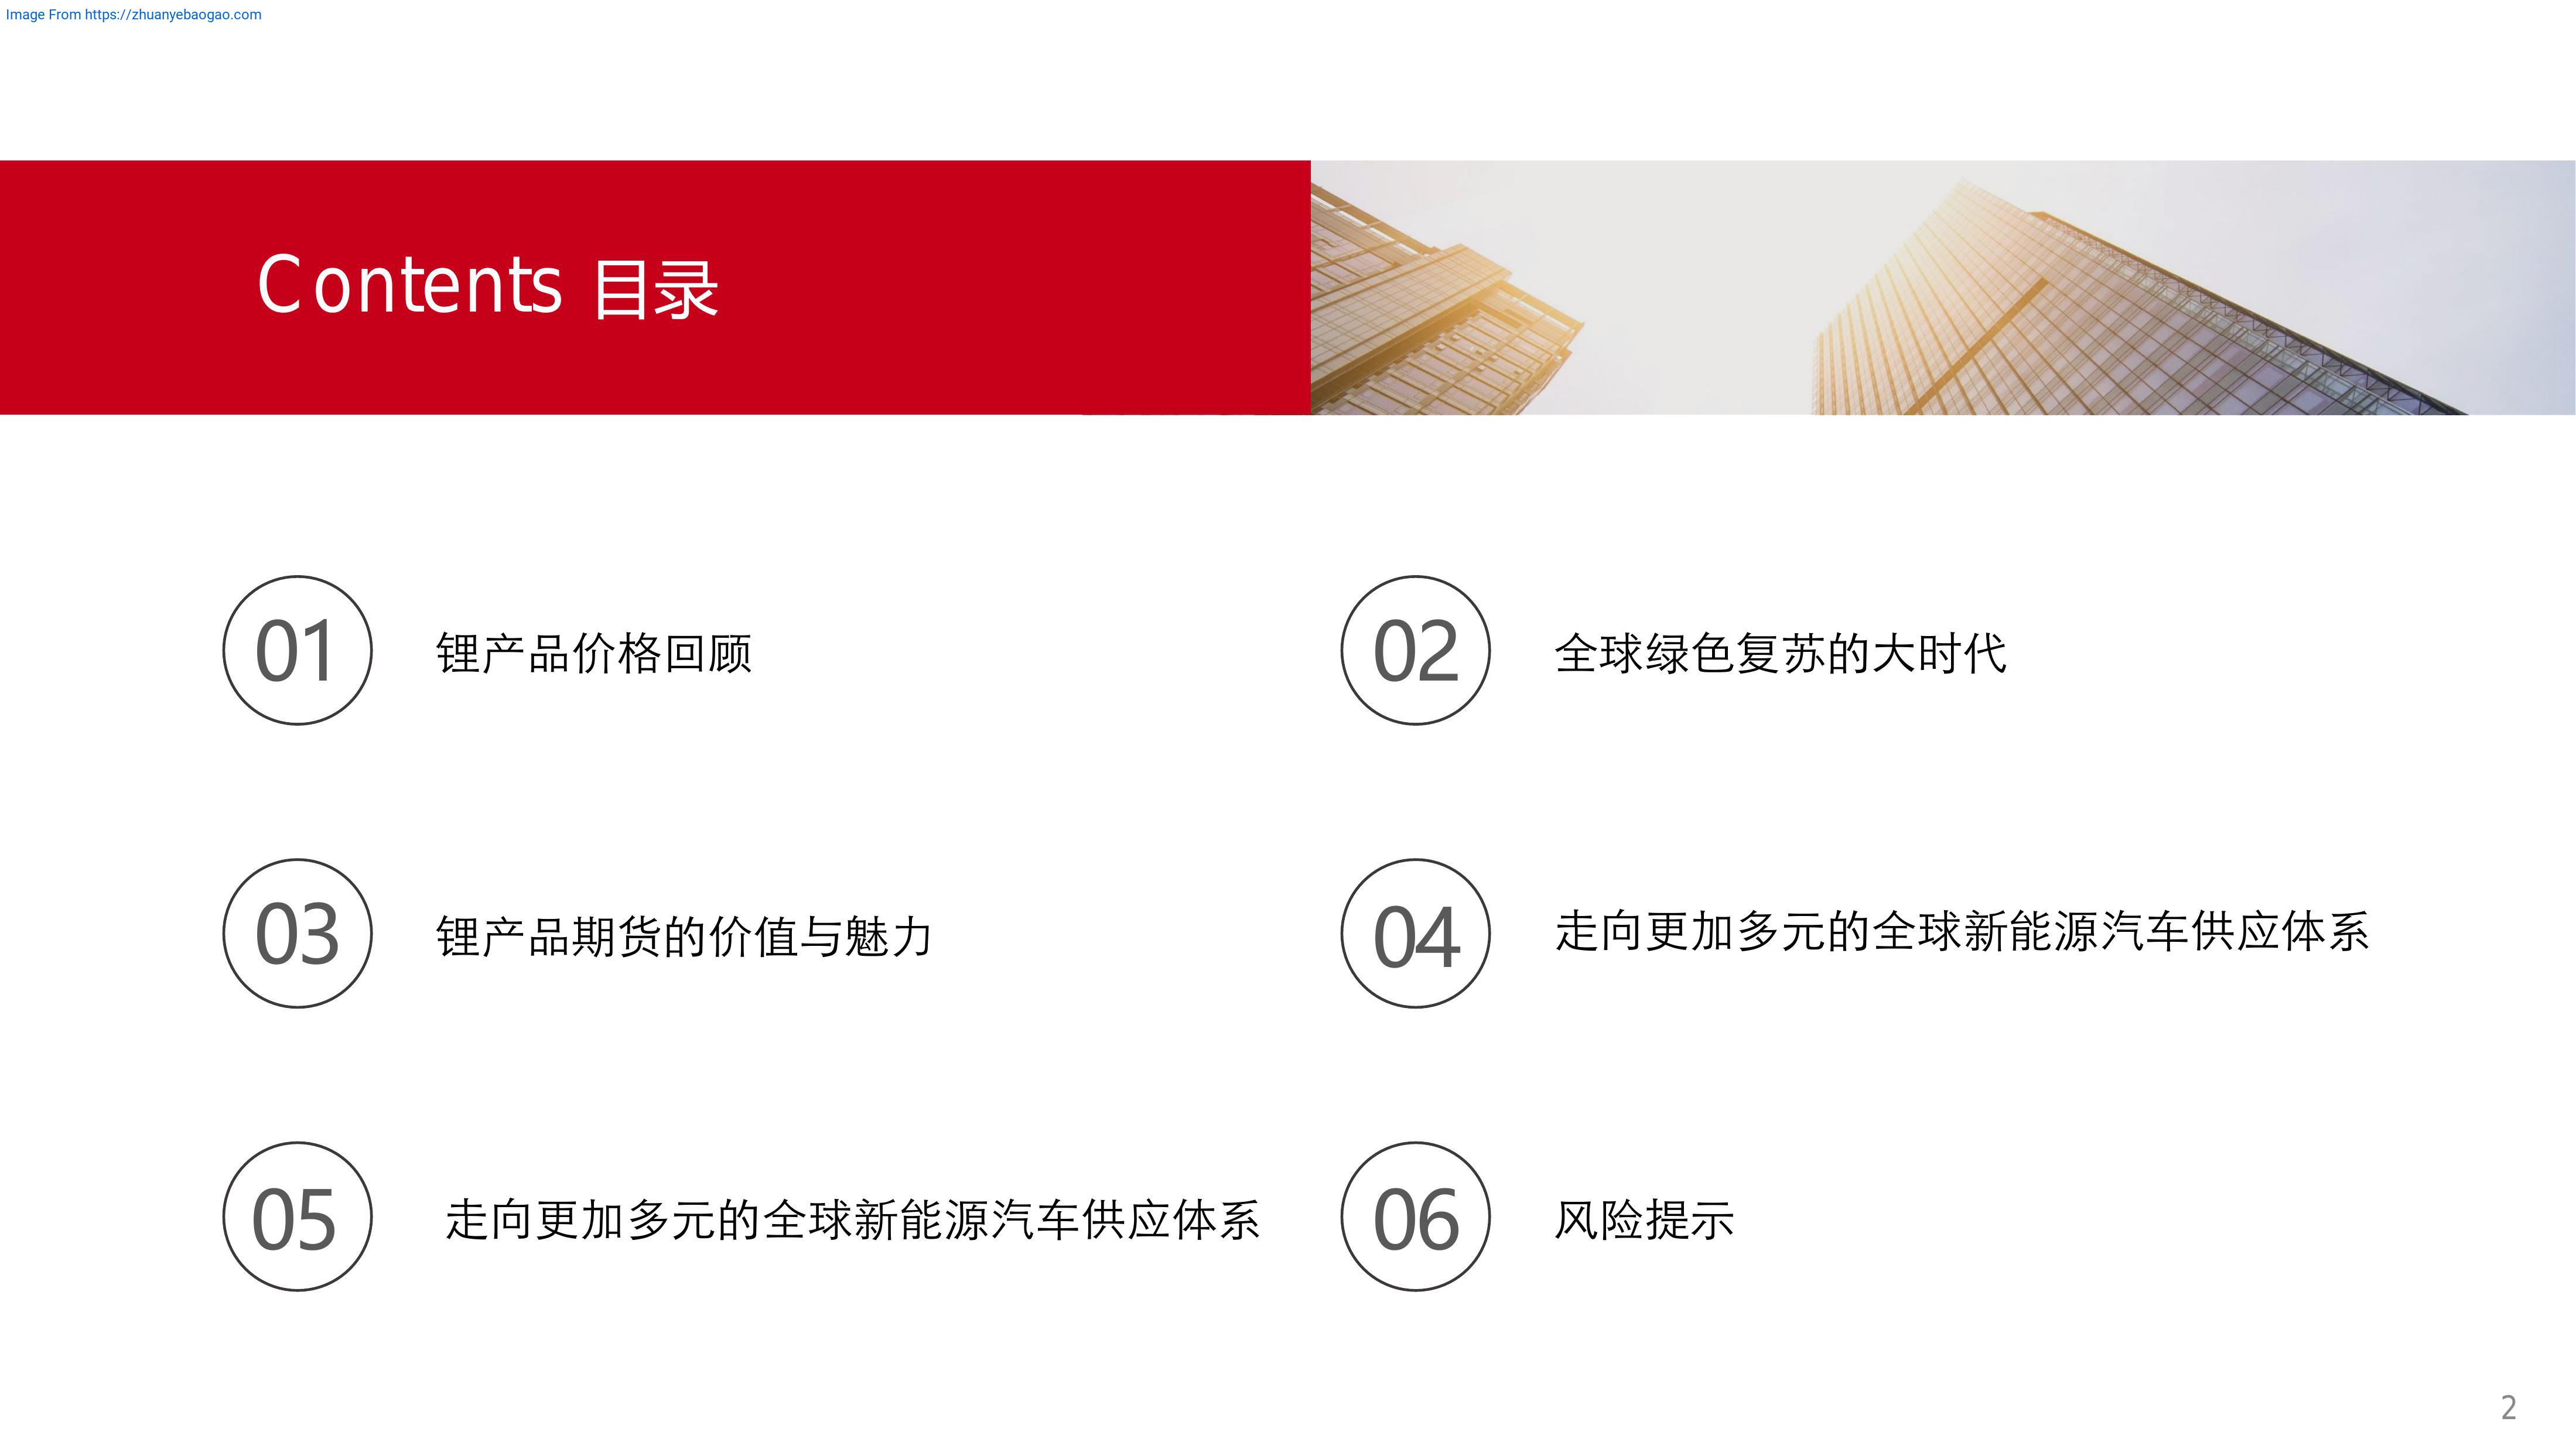 Image From https://zhuanyebaogao.com
Contents 目录
01 锂产品价格回顾
02 全球绿色复苏的大时代
03 锂产品期货的价值与魅力
04 走向更加多元的全球新能源汽车供应体系
05 走向更加多元的全球新能源汽车供应体系
06 风险提示
2